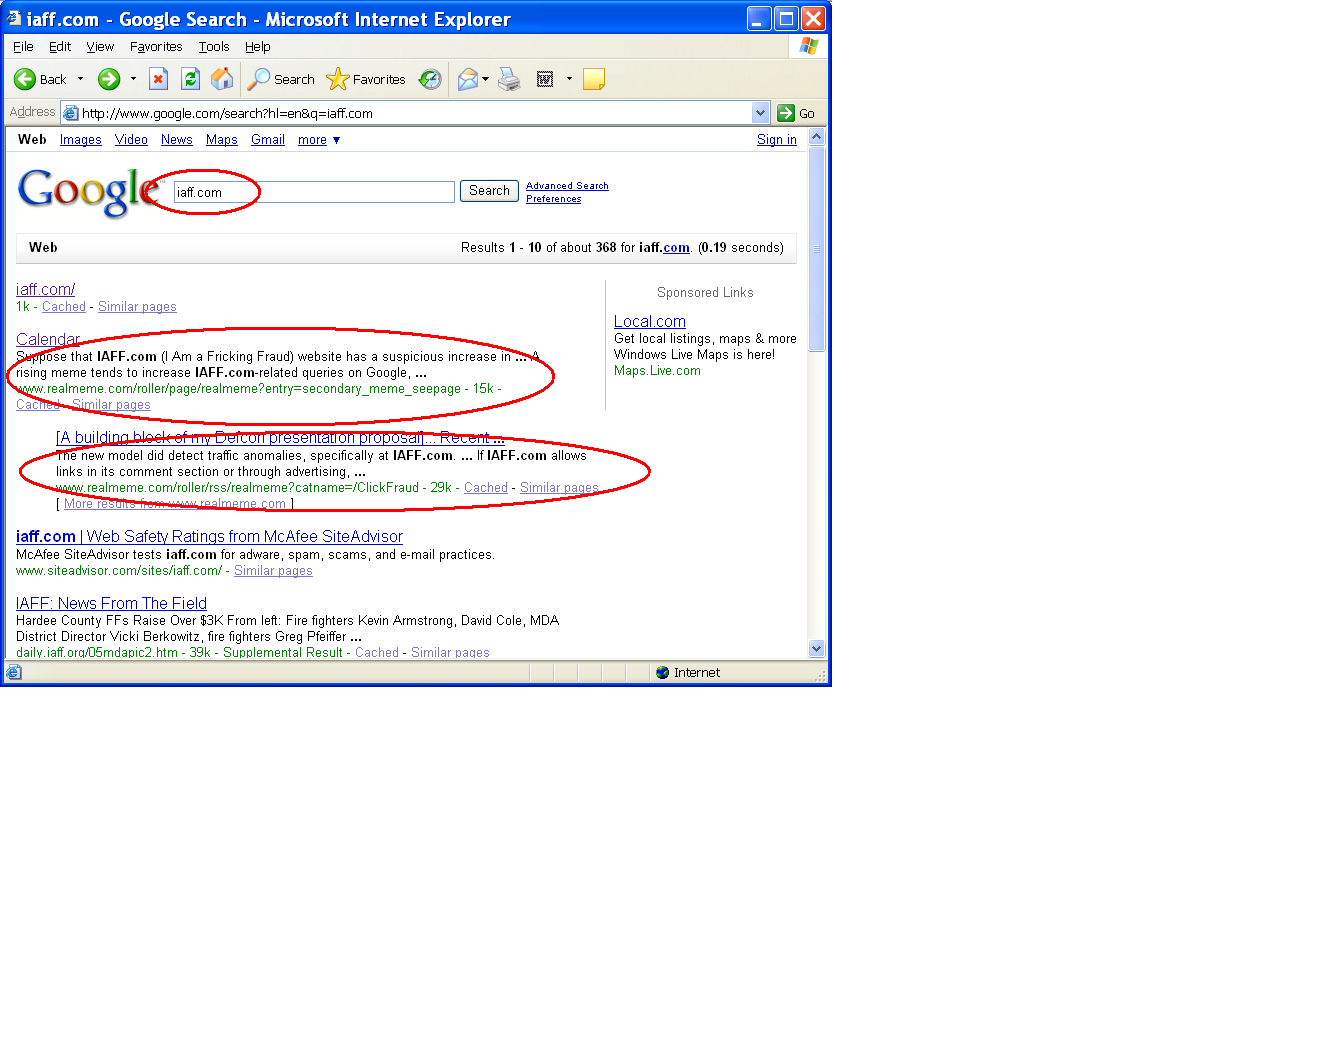 iaff.com - Google Search - Microsoft Internet Explorer
File Edit View Favorites Tools Help
Back Search Favorites
Address http://www.google.com/search?hl=en&q=iaff.com Go
Web Images Video News Maps Gmail more ▼ Sign in
Google iaff.com Search Advanced Search
Preferences
Web Results 1 - 10 of about 368 for iaff.com. (0.19 seconds)
iaff.com/
1k - Cached - Similar pages
Calendar
Suppose that IAFF.com (I Am a Fricking Fraud) website has a suspicious increase in ... A
rising meme tends to increase IAFF.com-related queries on Google, ...
www.realmeme.com/roller/page/realmeme?entry=secondary_meme_seepage - 15k -
Cached - Similar pages
[A building block of my Defcon presentation proposal]... Recent ...
The new model did detect traffic anomalies, specifically at IAFF.com. ... If IAFF.com allows
links in its comment section or through advertising, ...
www.realmeme.com/roller/rss/realmeme?catname=/ClickFraud - 29k - Cached - Similar pages
[ More results from www.realmeme.com ]
iaff.com | Web Safety Ratings from McAfee SiteAdvisor
McAfee SiteAdvisor tests iaff.com for adware, spam, scams, and e-mail practices.
www.siteadvisor.com/sites/iaff.com/ - Similar pages
IAFF: News From The Field
Hardee County FFs Raise Over $3K From left: Fire fighters Kevin Armstrong, David Cole, MDA
District Director Vicki Berkowitz, fire fighters Greg Pfeiffer ...
daily.iaff.org/05mdapic2.htm - 39k - Supplemental Result - Cached - Similar pages
Sponsored Links
Local.com
Get local listings, maps & more
Windows Live Maps is here!
Maps.Live.com
Internet